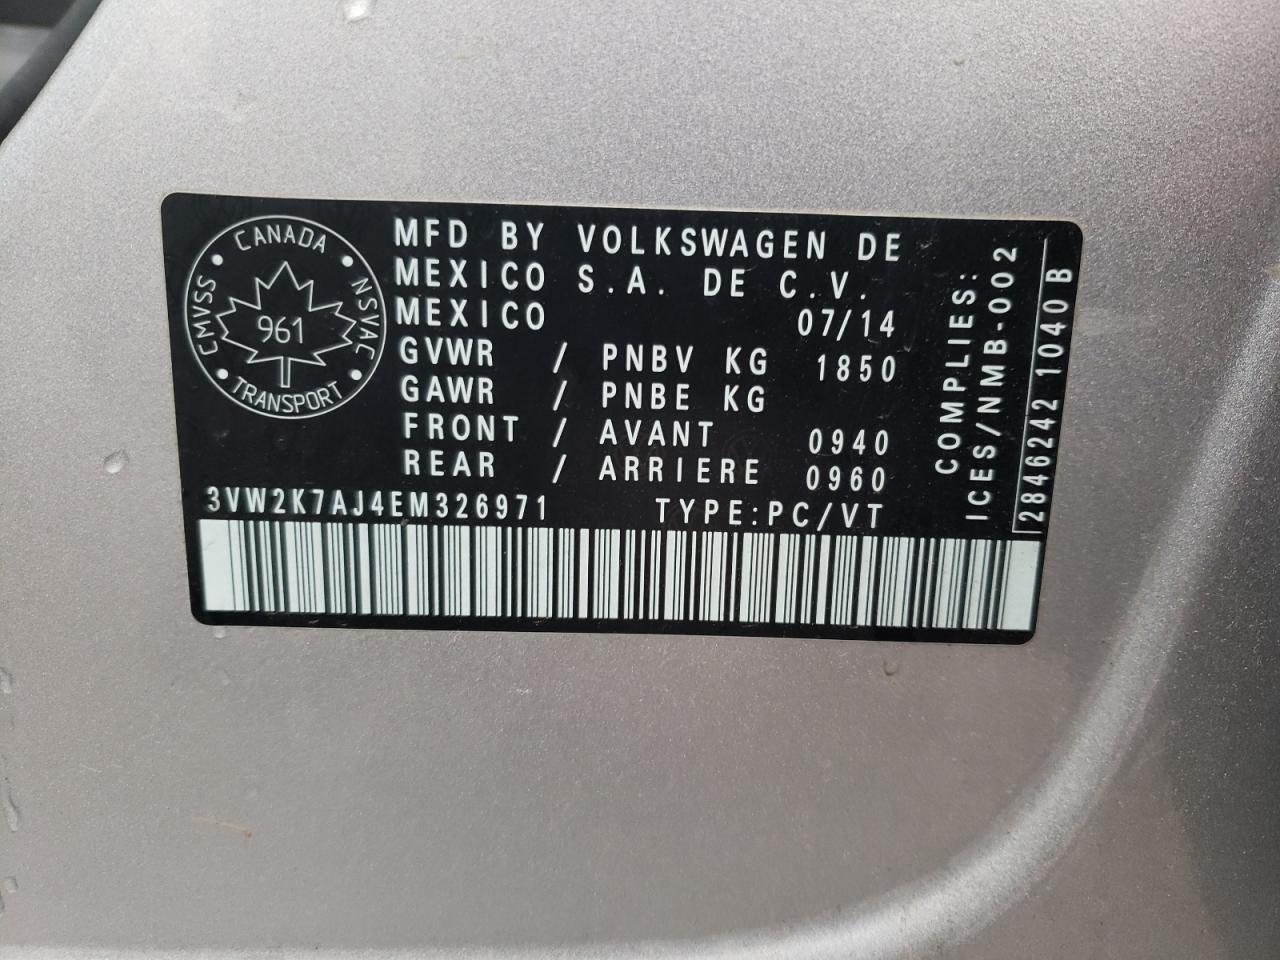 CANADA
CMVSS
NSVAC
961
TRANSPORT
MFD BY VOLKSWAGEN DE
MEXICO S.A. DE C.V.
MEXICO 07/14
GVWR / PNBV KG 1850
GAWR / PNBE KG
FRONT / AVANT 0940
REAR / ARRIERE 0960
3VW2K7AJ4EM326971 TYPE:PC/VT
COMPLIES:
ICES/NMB-002
2846242 1040 B